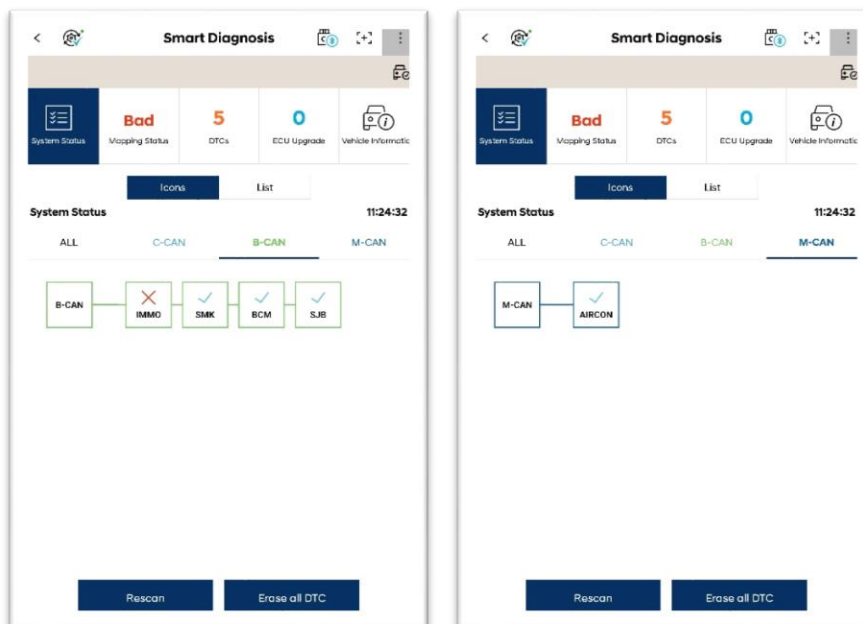 Smart Diagnosis
Bad
5
0
System Status
Mapping Status
DTCs
ECU Upgrade
Vehicle Informatic
Icons
List
System Status
11:24:32
ALL
C-CAN
B-CAN
M-CAN
B-CAN
IMMO
SMK
BCM
SJB
Rescan
Erase all DTC
Smart Diagnosis
Bad
5
0
System Status
Mapping Status
DTCs
ECU Upgrade
Vehicle Informatic
Icons
List
System Status
11:24:32
ALL
C-CAN
B-CAN
M-CAN
M-CAN
AIRCON
Rescan
Erase all DTC